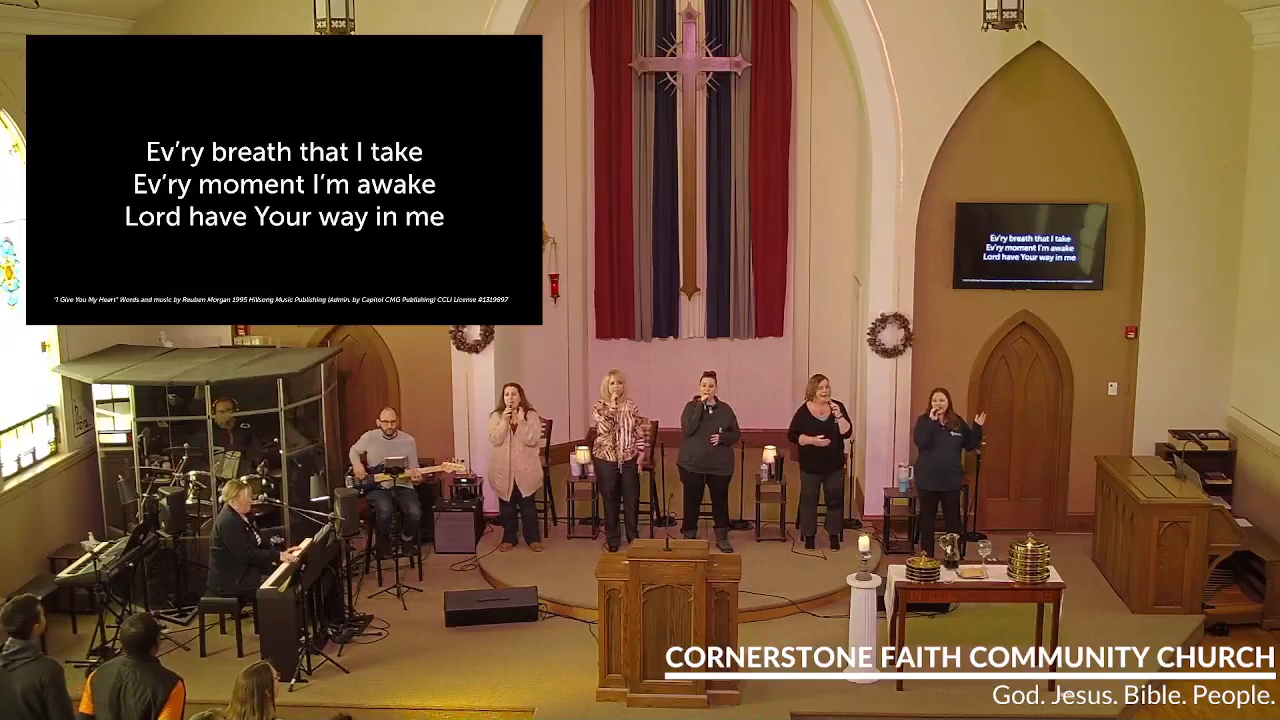 Ev'ry breath that I take
Ev'ry moment I'm awake
Lord have Your way in me
"I Give You My Heart" Words and music by Reuben Morgan 1995 Hillsong Music Publishing (Admin. by Capitol CMG Publishing) CCLI License #1319697
Ev'ry breath that I take
Ev'ry moment I'm awake
Lord have Your way in me
CORNERSTONE FAITH COMMUNITY CHURCH
God. Jesus. Bible. People.